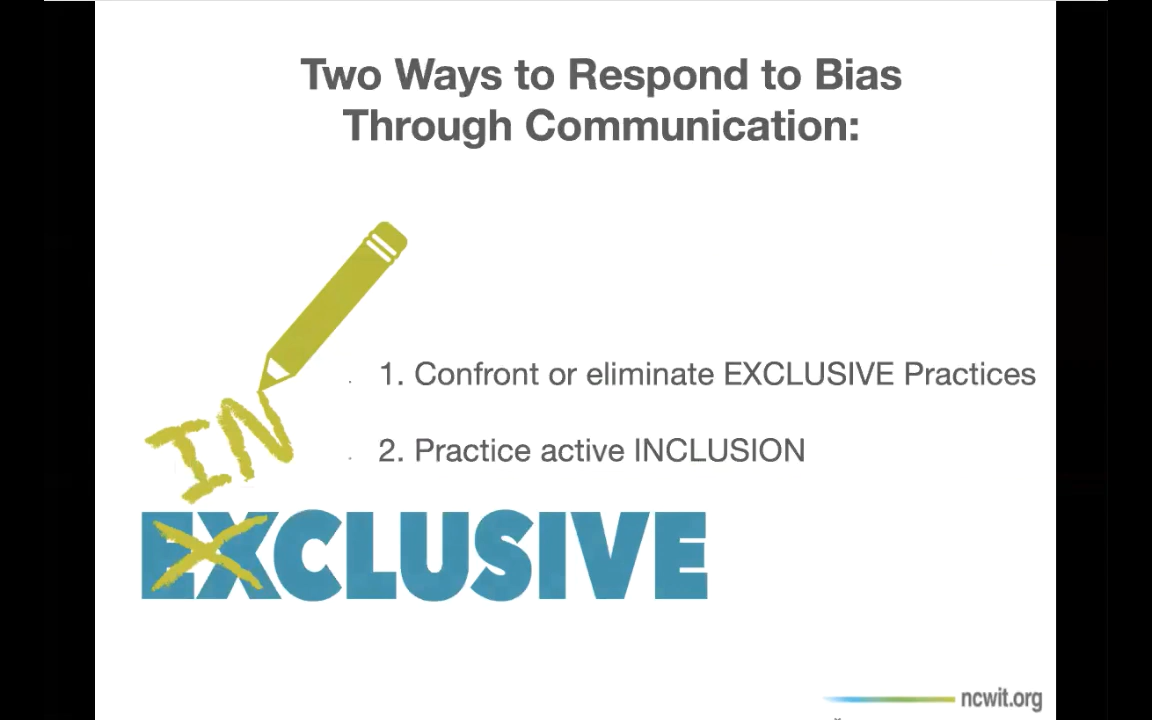 Two Ways to Respond to Bias
Through Communication:
1. Confront or eliminate EXCLUSIVE Practices
2. Practice active INCLUSION
IN
EXCLUSIVE
ncwit.org